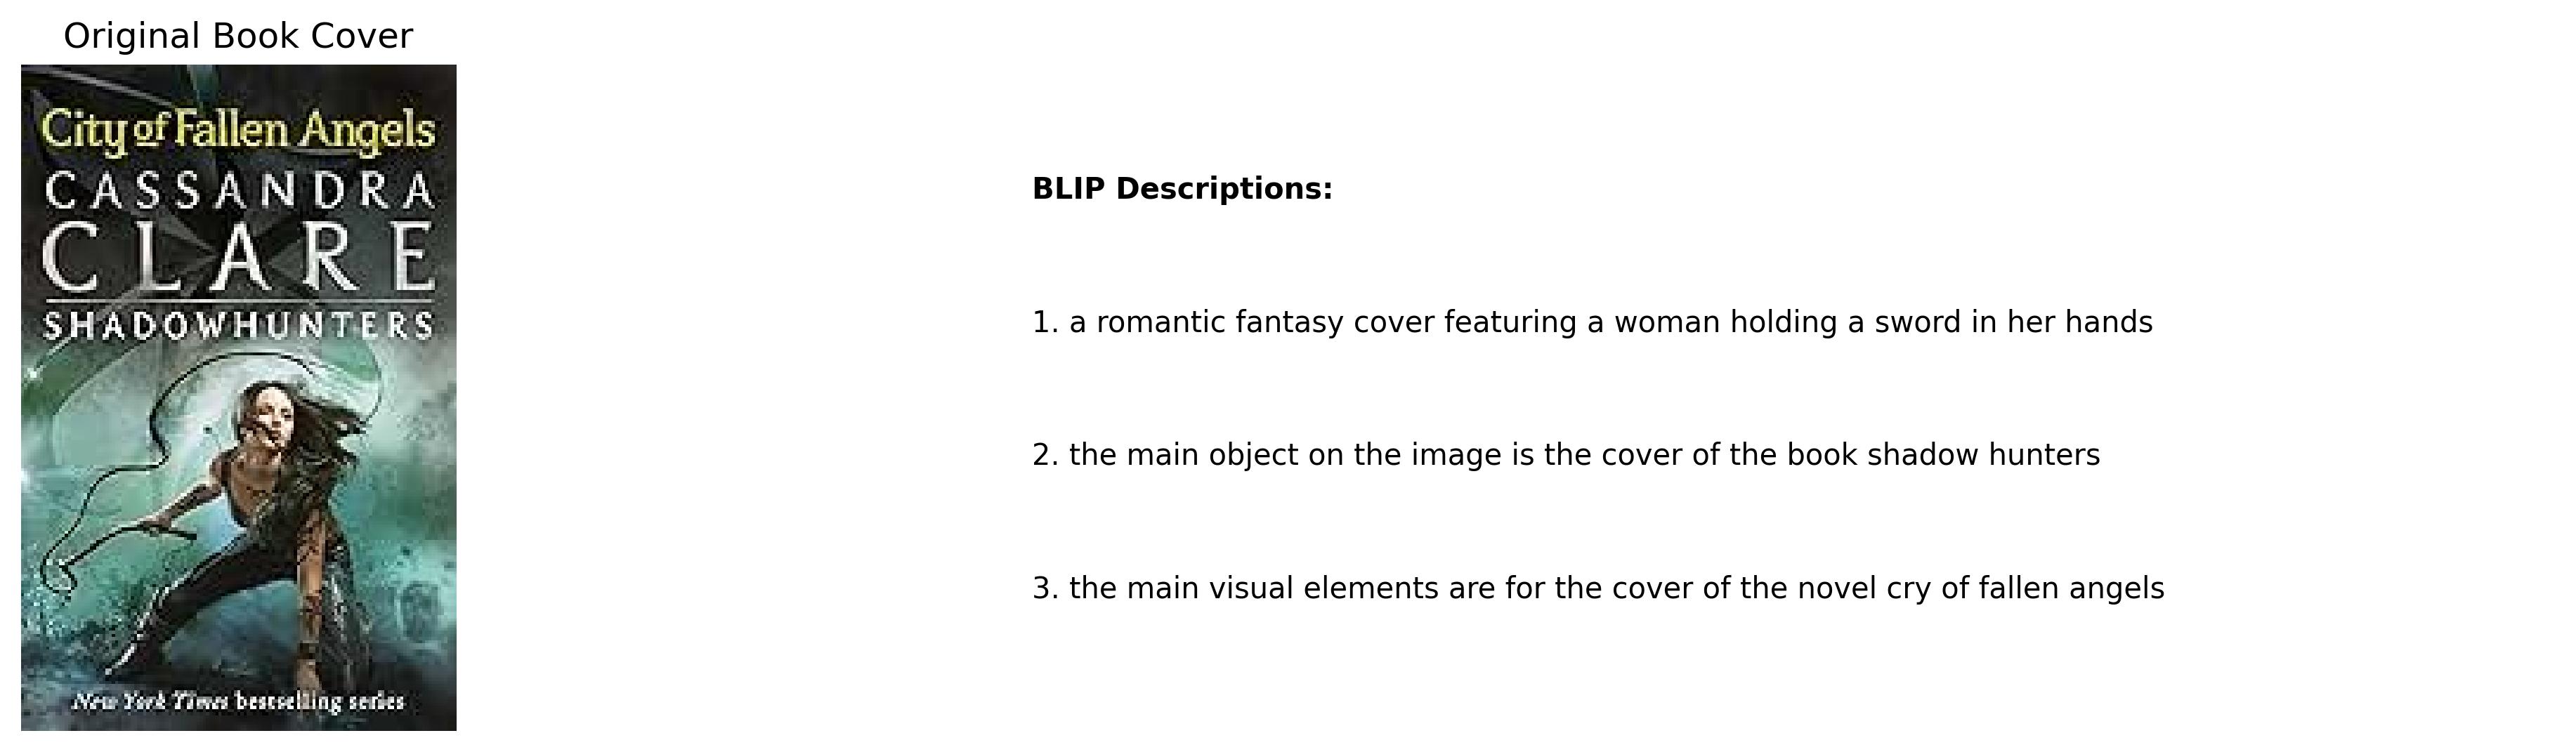 Original Book Cover
City of Fallen Angels
CASSANDRA
CLARE
SHADOWHUNTERS
New York Times bestselling series
BLIP Descriptions:
1. a romantic fantasy cover featuring a woman holding a sword in her hands
2. the main object on the image is the cover of the book shadow hunters
3. the main visual elements are for the cover of the novel cry of fallen angels